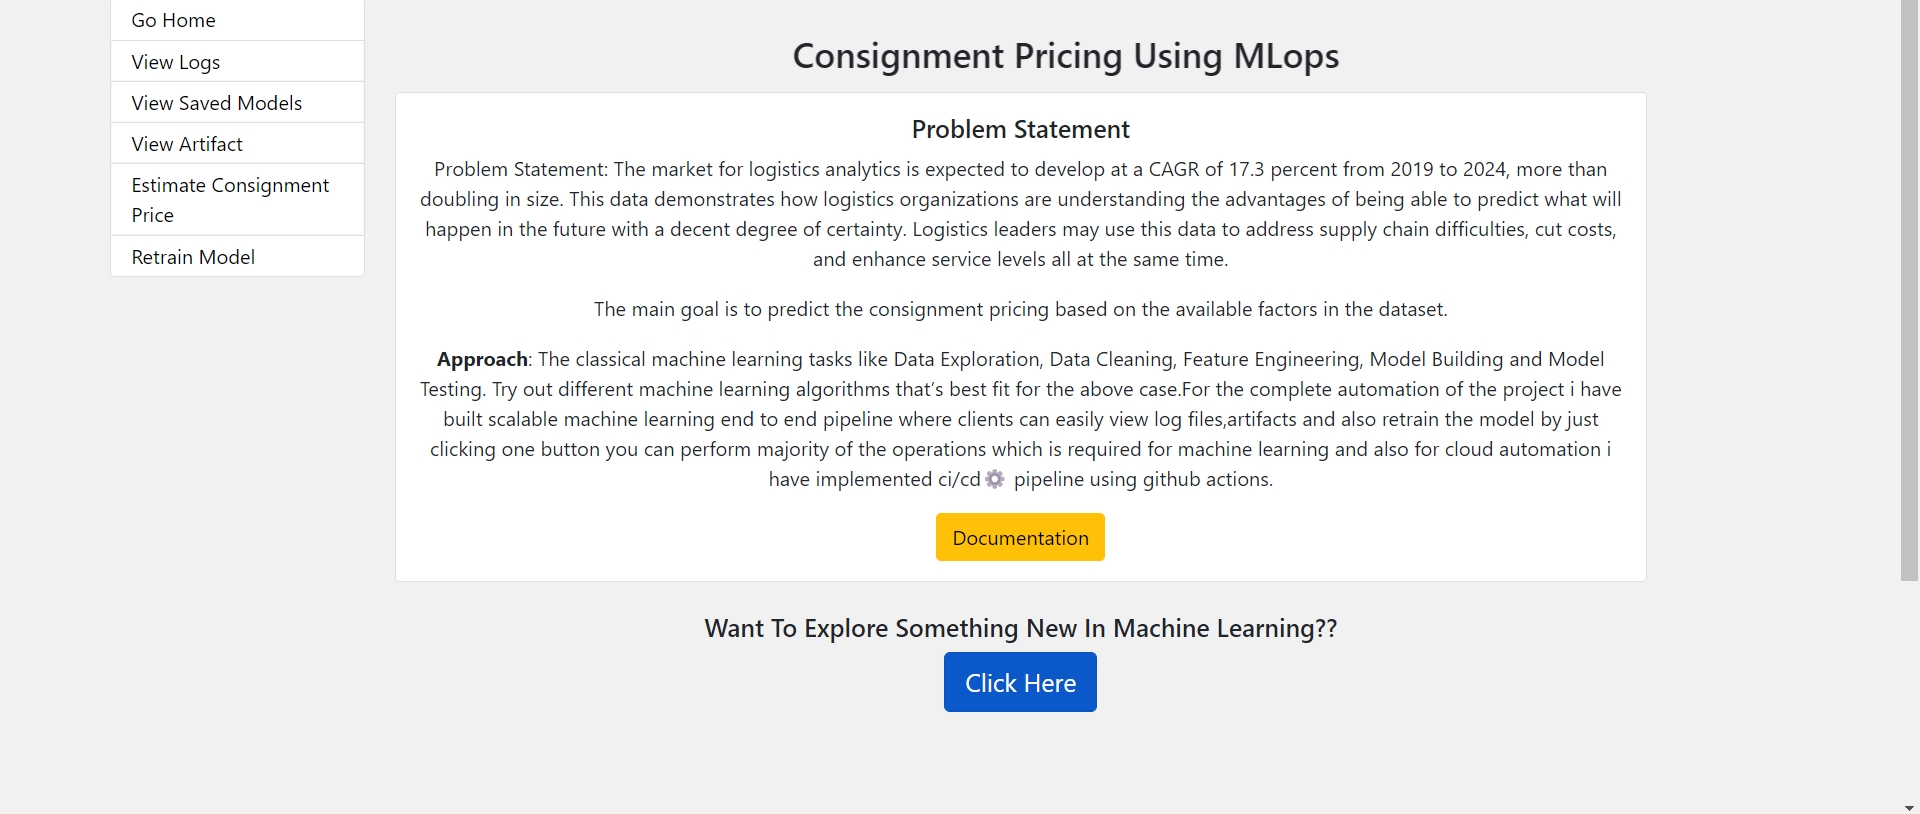 Go Home
View Logs
View Saved Models
View Artifact
Estimate Consignment
Price
Retrain Model
Consignment Pricing Using MLops
Problem Statement
Problem Statement: The market for logistics analytics is expected to develop at a CAGR of 17.3 percent from 2019 to 2024, more than
doubling in size. This data demonstrates how logistics organizations are understanding the advantages of being able to predict what will
happen in the future with a decent degree of certainty. Logistics leaders may use this data to address supply chain difficulties, cut costs,
and enhance service levels all at the same time.
The main goal is to predict the consignment pricing based on the available factors in the dataset.
Approach: The classical machine learning tasks like Data Exploration, Data Cleaning, Feature Engineering, Model Building and Model
Testing. Try out different machine learning algorithms that’s best fit for the above case.For the complete automation of the project i have
built scalable machine learning end to end pipeline where clients can easily view log files,artifacts and also retrain the model by just
clicking one button you can perform majority of the operations which is required for machine learning and also for cloud automation i
have implemented ci/cd⚙️ pipeline using github actions.
Documentation
Want To Explore Something New In Machine Learning??
Click Here